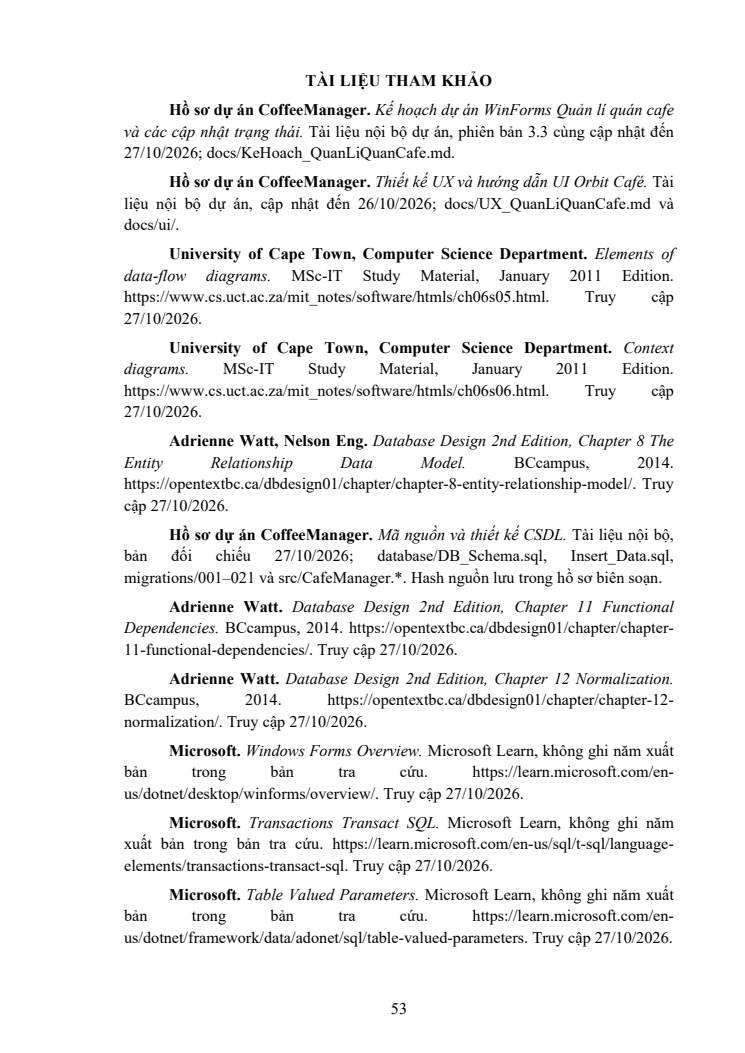 TÀI LIỆU THAM KHẢO
Hồ sơ dự án CoffeeManager. Kế hoạch dự án WinForms Quản lí quán cafe
và các cập nhật trạng thái. Tài liệu nội bộ dự án, phiên bản 3.3 cùng cập nhật đến
27/10/2026; docs/KeHoach_QuanLiQuanCafe.md.
Hồ sơ dự án CoffeeManager. Thiết kế UX và hướng dẫn UI Orbit Café. Tài
liệu nội bộ dự án, cập nhật đến 26/10/2026; docs/UX_QuanLiQuanCafe.md và
docs/ui/.
University of Cape Town, Computer Science Department. Elements of
data-flow diagrams. MSc-IT Study Material, January 2011 Edition.
https://www.cs.uct.ac.za/mit_notes/software/htmls/ch06s05.html. Truy cập
27/10/2026.
University of Cape Town, Computer Science Department. Context
diagrams. MSc-IT Study Material, January 2011 Edition.
https://www.cs.uct.ac.za/mit_notes/software/htmls/ch06s06.html. Truy cập
27/10/2026.
Adrienne Watt, Nelson Eng. Database Design 2nd Edition, Chapter 8 The
Entity Relationship Data Model. BCcampus, 2014.
https://opentextbc.ca/dbdesign01/chapter/chapter-8-entity-relationship-model/. Truy
cập 27/10/2026.
Hồ sơ dự án CoffeeManager. Mã nguồn và thiết kế CSDL. Tài liệu nội bộ,
bản đối chiếu 27/10/2026; database/DB_Schema.sql, Insert_Data.sql,
migrations/001–021 và src/CafeManager.*. Hash nguồn lưu trong hồ sơ biên soạn.
Adrienne Watt. Database Design 2nd Edition, Chapter 11 Functional
Dependencies. BCcampus, 2014. https://opentextbc.ca/dbdesign01/chapter/chapter-
11-functional-dependencies/. Truy cập 27/10/2026.
Adrienne Watt. Database Design 2nd Edition, Chapter 12 Normalization.
BCcampus, 2014. https://opentextbc.ca/dbdesign01/chapter/chapter-12-
normalization/. Truy cập 27/10/2026.
Microsoft. Windows Forms Overview. Microsoft Learn, không ghi năm xuất
bản trong bản tra cứu. https://learn.microsoft.com/en-
us/dotnet/desktop/winforms/overview/. Truy cập 27/10/2026.
Microsoft. Transactions Transact SQL. Microsoft Learn, không ghi năm
xuất bản trong bản tra cứu. https://learn.microsoft.com/en-us/sql/t-sql/language-
elements/transactions-transact-sql. Truy cập 27/10/2026.
Microsoft. Table Valued Parameters. Microsoft Learn, không ghi năm xuất
bản trong bản tra cứu. https://learn.microsoft.com/en-
us/dotnet/framework/data/adonet/sql/table-valued-parameters. Truy cập 27/10/2026.
53